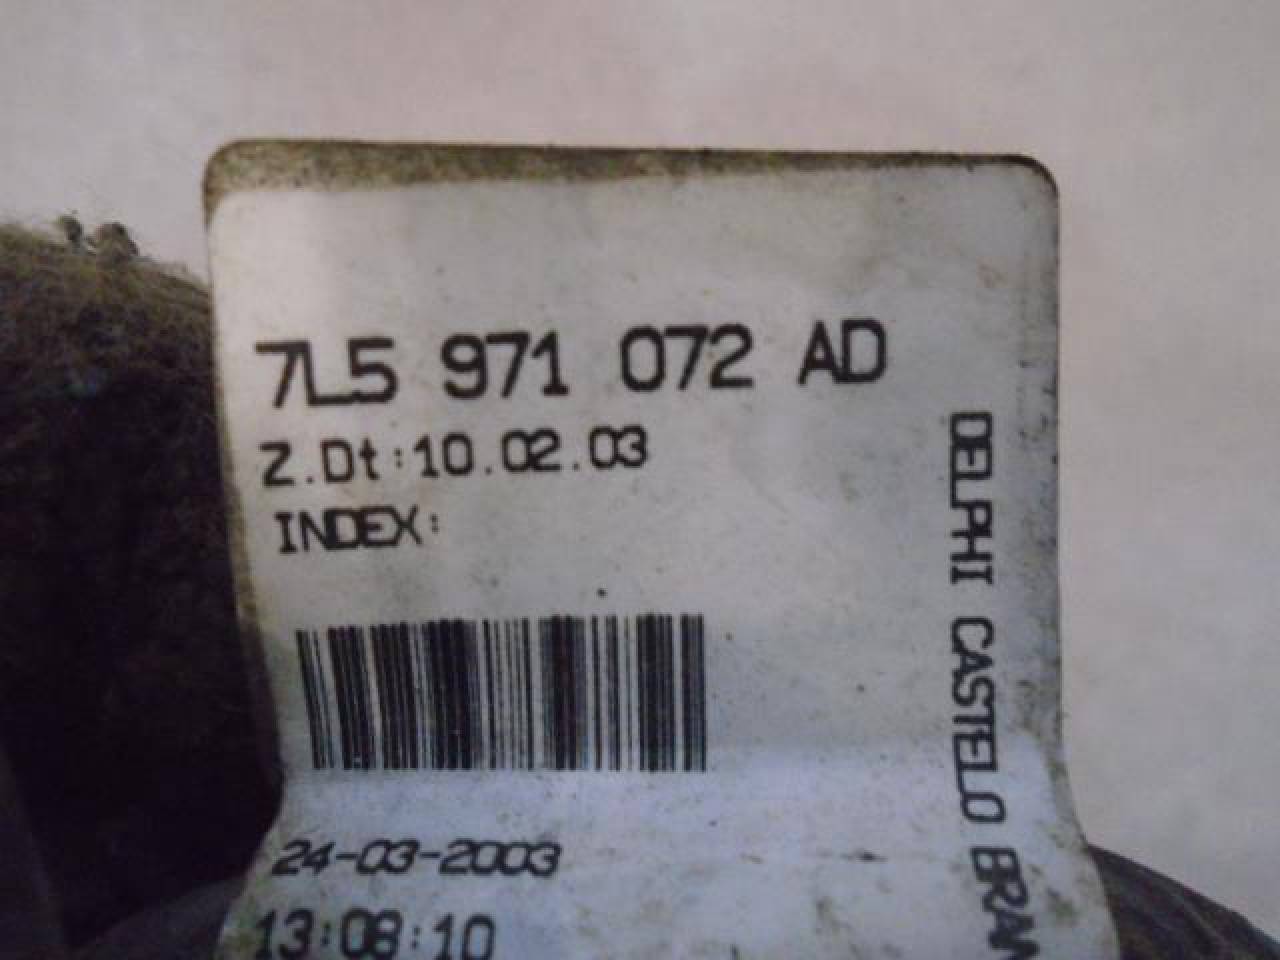 7L5 971 072 AD
Z.Dt:10.02.03
INDEX:
24-03-2003
13:08:10
DELPHI CASTELO